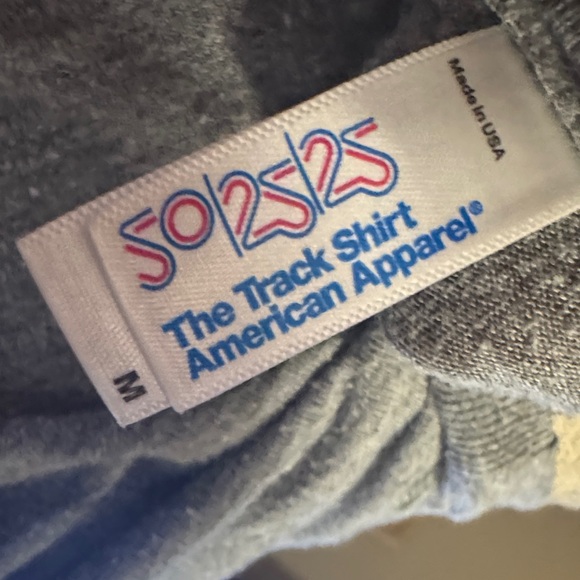 50|25|25
The Track Shirt
American Apparel®
Made in USA
M